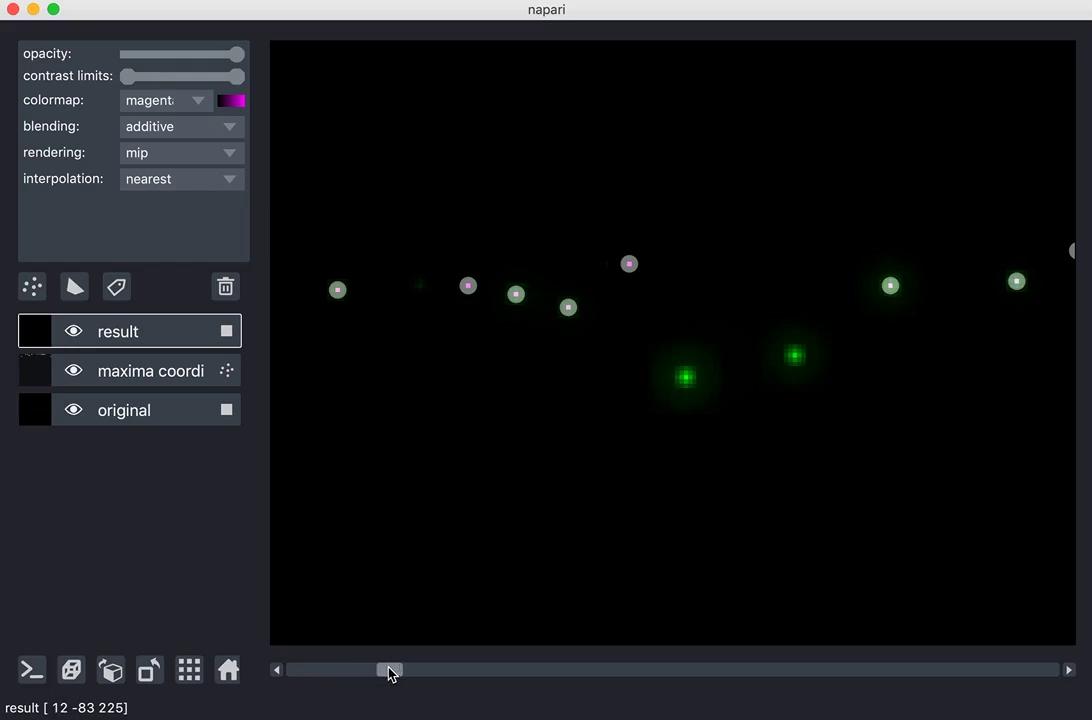 napari
opacity:
contrast limits:
colormap: magenta
blending: additive
rendering: mip
interpolation: nearest
result
maxima coordi
original
result [ 12 -83 225]